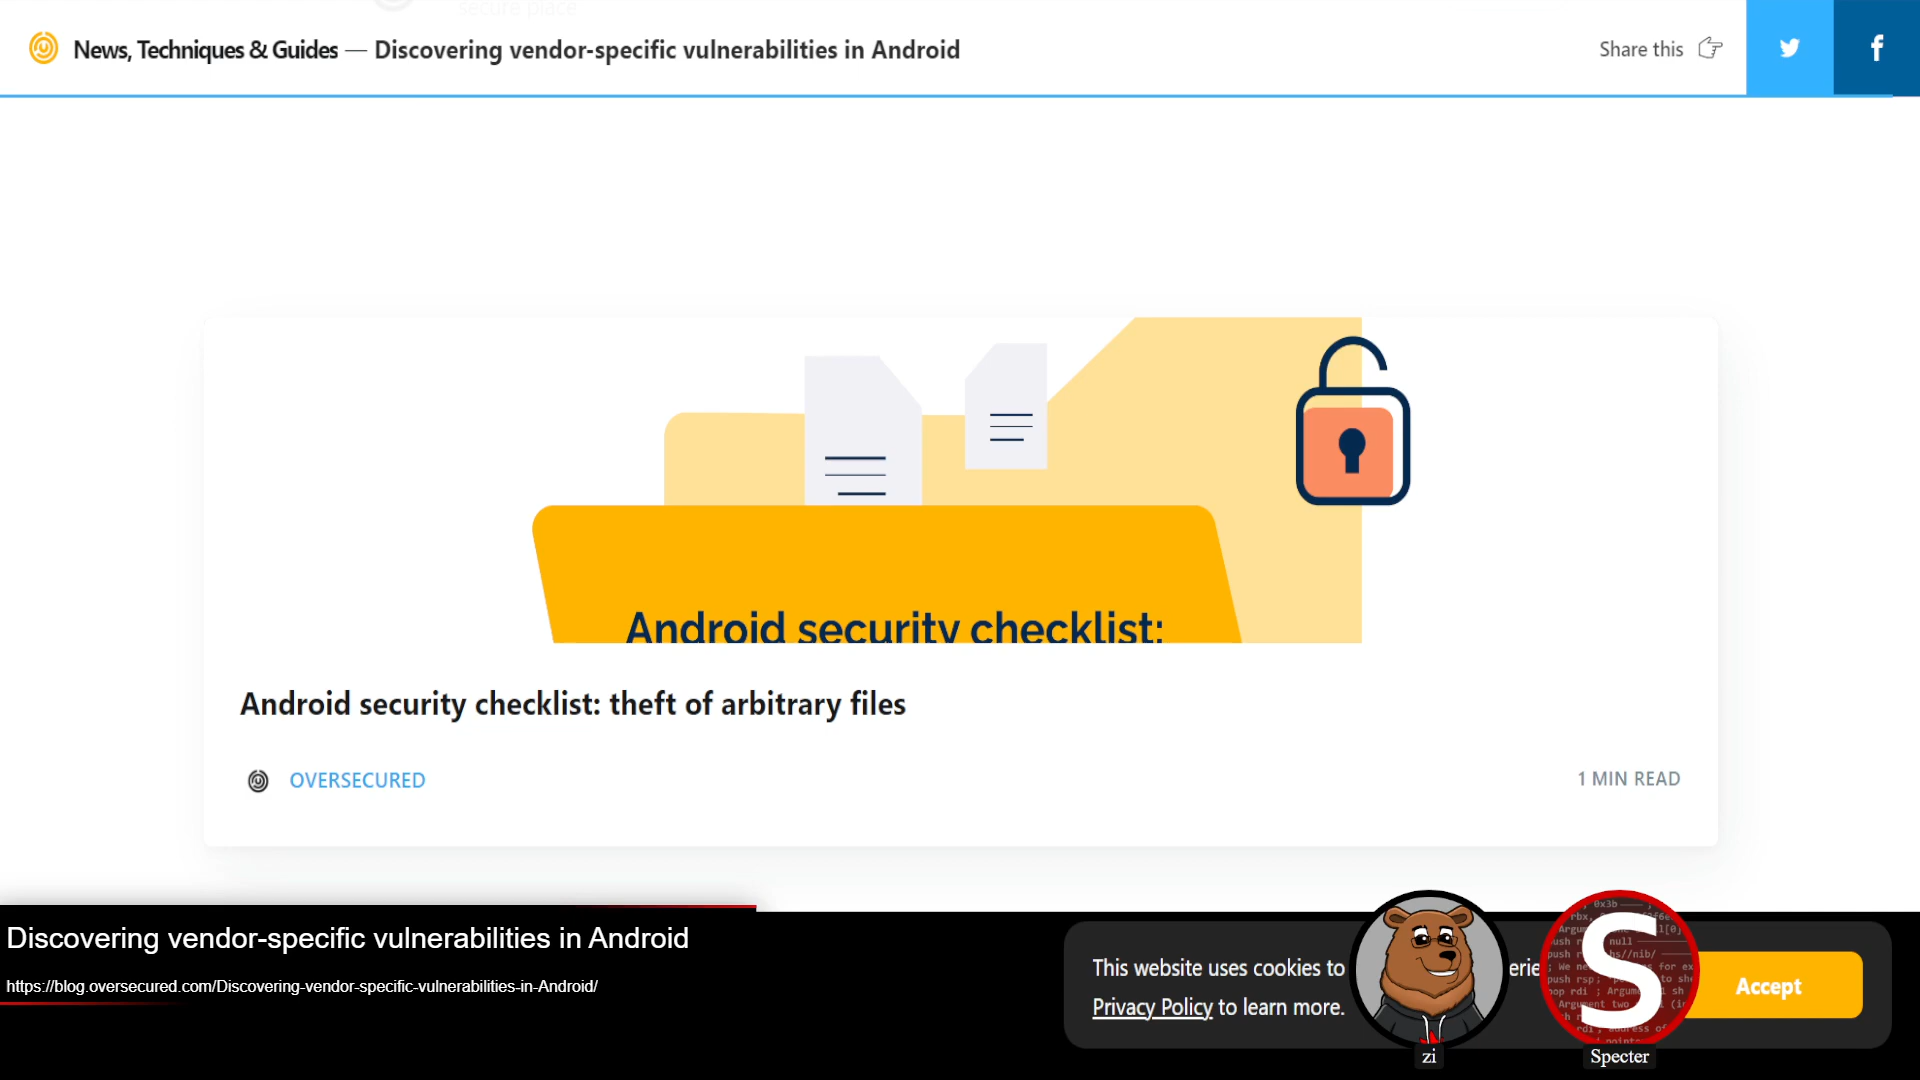 secure place
News, Techniques & Guides — Discovering vendor-specific vulnerabilities in Android
Share this
Android security checklist:
Android security checklist: theft of arbitrary files
OVERSECURED
1 MIN READ
Discovering vendor-specific vulnerabilities in Android
https://blog.oversecured.com/Discovering-vendor-specific-vulnerabilities-in-Android/
This website uses cookies to
Privacy Policy to learn more.
Accept
S
zi
Specter